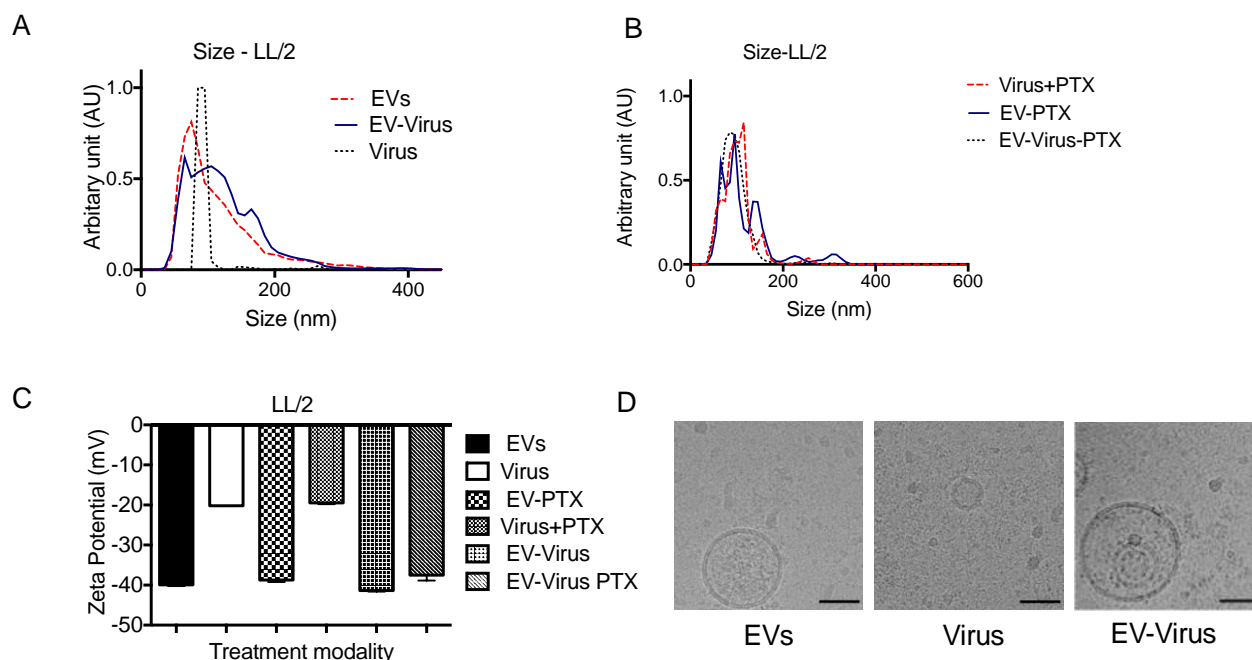 A
Size - LL/2
Arbitary unit (AU)
1.0
0.5
0.0
0
200
400
Size (nm)
EVs
EV-Virus
Virus
B
Size-LL/2
Arbitrary unit (AU)
1.0
0.5
0.0
0
200
400
600
Size (nm)
Virus+PTX
EV-PTX
EV-Virus-PTX
C
LL/2
Zeta Potential (mV)
0
-10
-20
-30
-40
-50
Treatment modality
EVs
Virus
EV-PTX
Virus+PTX
EV-Virus
EV-Virus PTX
D
EVs
Virus
EV-Virus